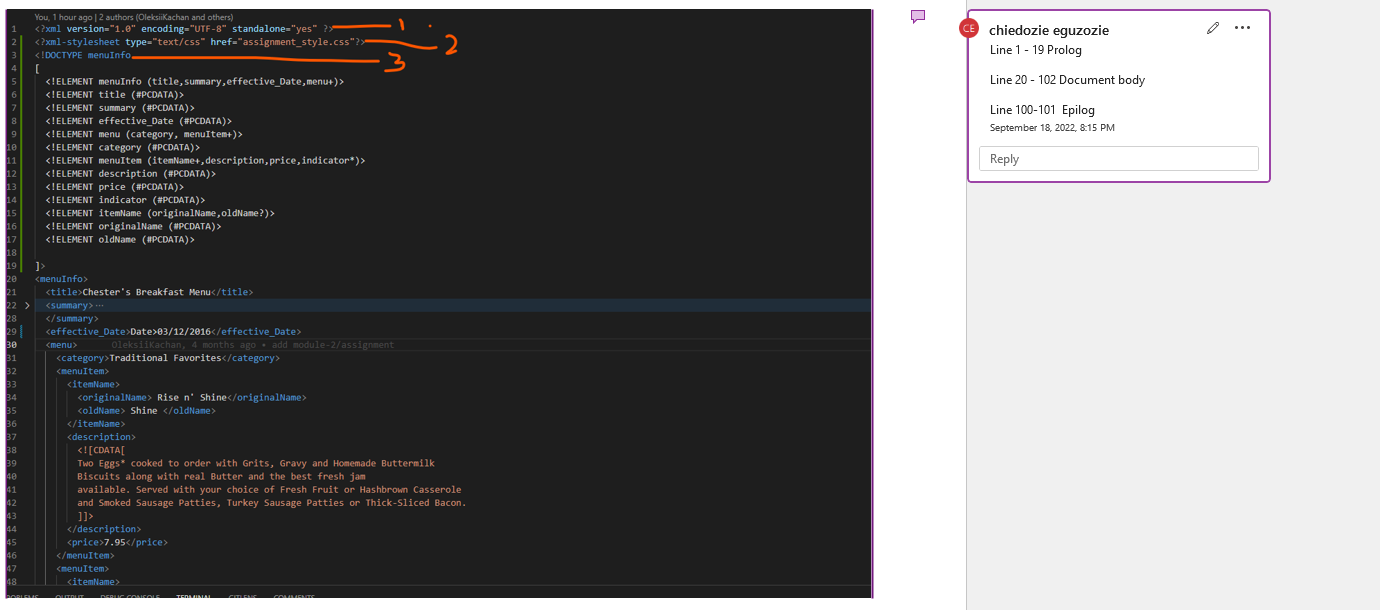 You, 1 hour ago | 2 authors (OleksiiKachan and others)
1 <?xml version="1.0" encoding="UTF-8" standalone="yes" ?> 1
2 <?xml-stylesheet type="text/css" href="assignment_style.css"?> 2
3 <!DOCTYPE menuInfo 3
4 [
5 <!ELEMENT menuInfo (title,summary,effective_Date,menu+)>
6 <!ELEMENT title (#PCDATA)>
7 <!ELEMENT summary (#PCDATA)>
8 <!ELEMENT effective_Date (#PCDATA)>
9 <!ELEMENT menu (category, menuItem+)>
10 <!ELEMENT category (#PCDATA)>
11 <!ELEMENT menuItem (itemName+,description,price,indicator*)>
12 <!ELEMENT description (#PCDATA)>
13 <!ELEMENT price (#PCDATA)>
14 <!ELEMENT indicator (#PCDATA)>
15 <!ELEMENT itemName (originalName,oldName?)>
16 <!ELEMENT originalName (#PCDATA)>
17 <!ELEMENT oldName (#PCDATA)>
18
19 ]>
20 <menuInfo>
21 <title>Chester's Breakfast Menu</title>
22 <summary>⋯
28 </summary>
29 <effective_Date>Date>03/12/2016</effective_Date>
30 <menu> OleksiiKachan, 4 months ago • add module-2/assignment
31 <category>Traditional Favorites</category>
32 <menuItem>
33 <itemName>
34 <originalName> Rise n' Shine</originalName>
35 <oldName> Shine </oldName>
36 </itemName>
37 <description>
38 <![CDATA[
39 Two Eggs* cooked to order with Grits, Gravy and Homemade Buttermilk
40 Biscuits along with real Butter and the best fresh jam
41 available. Served with your choice of Fresh Fruit or Hashbrown Casserole
42 and Smoked Sausage Patties, Turkey Sausage Patties or Thick-Sliced Bacon.
43 ]]>
44 </description>
45 <price>7.95</price>
46 </menuItem>
47 <menuItem>
48 <itemName>
PROBLEMS OUTPUT DEBUG CONSOLE TERMINAL GITLENS COMMENTS
CE chiedozie eguzozie
Line 1 - 19 Prolog
Line 20 - 102 Document body
Line 100-101 Epilog
September 18, 2022, 8:15 PM
Reply